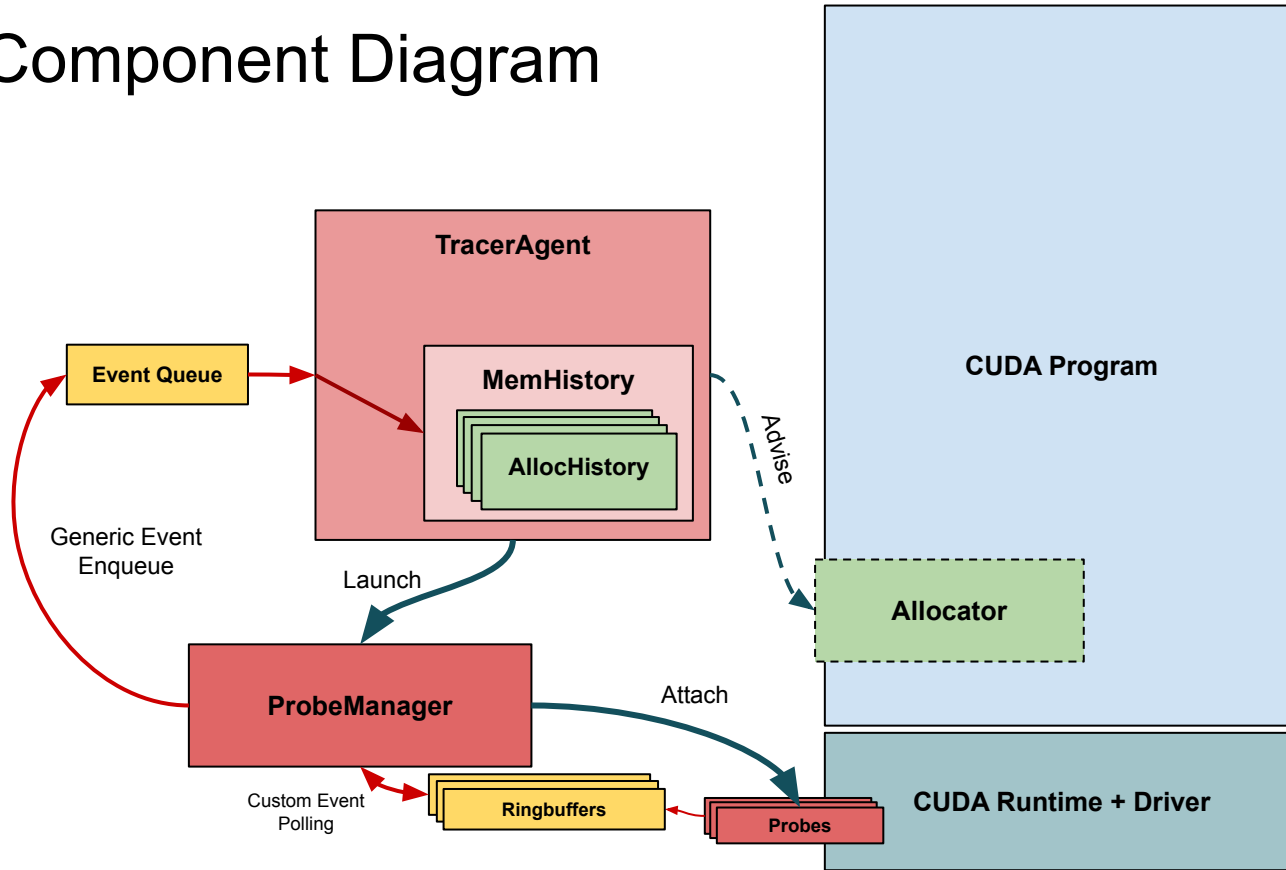 Component Diagram
TracerAgent
Event Queue
MemHistory
AllocHistory
CUDA Program
Advise
Generic Event
Enqueue
Launch
Allocator
ProbeManager
Attach
Custom Event
Polling
Ringbuffers
Probes
CUDA Runtime + Driver